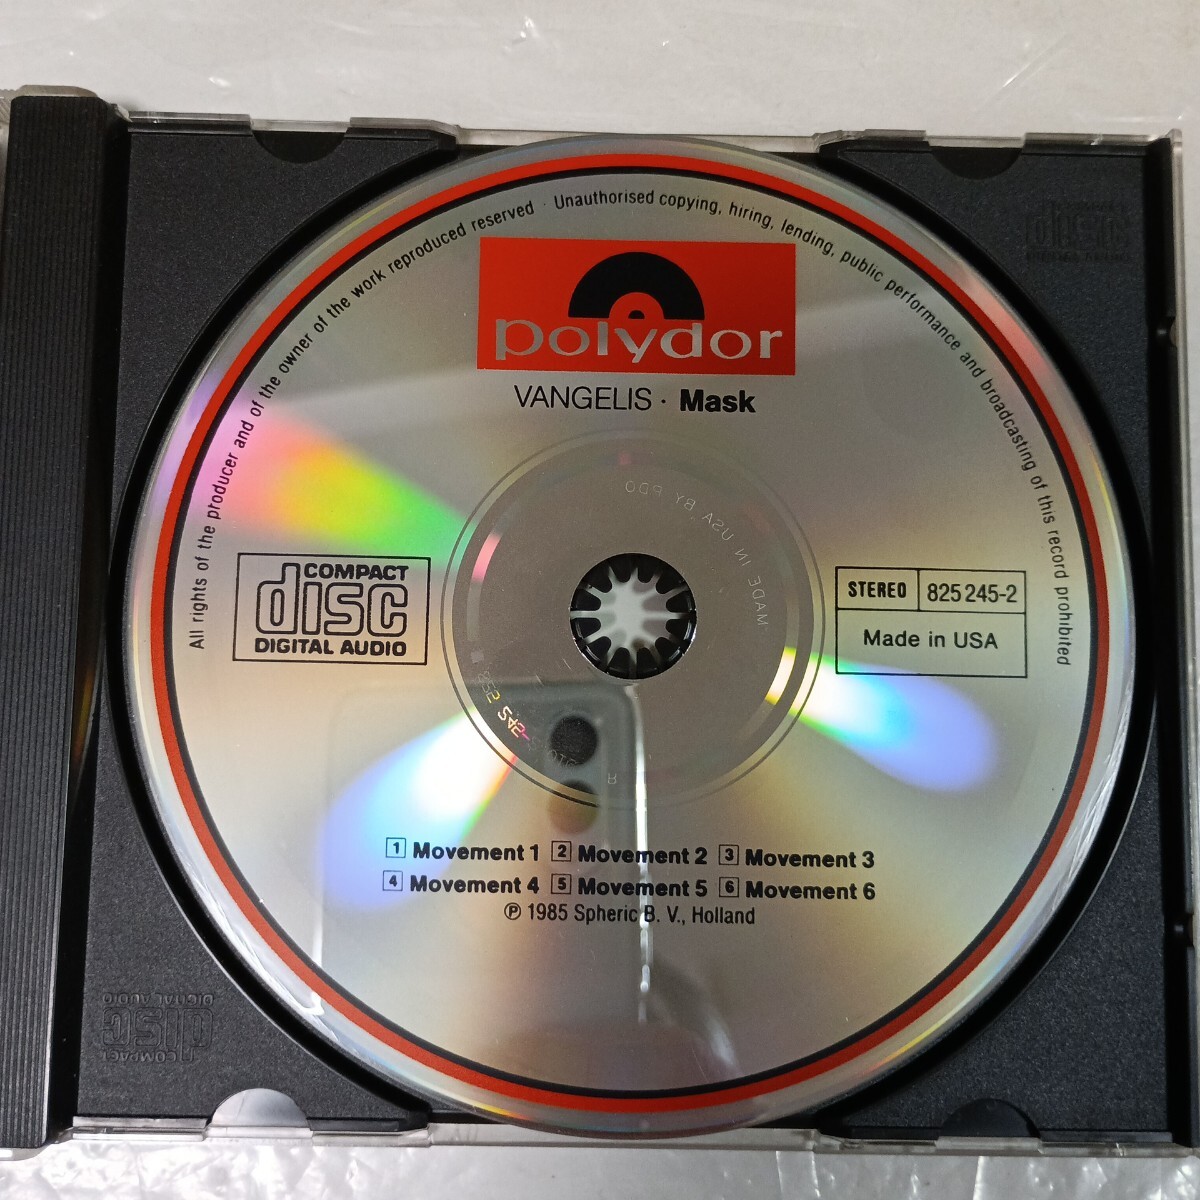 All rights of the producer and of the owner of the work reproduced reserved · Unauthorised copying, hiring, lending, public performance and broadcasting of this record prohibited
polydor
VANGELIS · Mask
MADE IN USA BY PDO
COMPACT
disc
DIGITAL AUDIO
STEREO 825 245-2
Made in USA
1 Movement 1 2 Movement 2 3 Movement 3
4 Movement 4 5 Movement 5 6 Movement 6
℗ 1985 Spheric B. V., Holland
disc
DIGITAL AUDIO
COMPACT
disc
DIGITAL AUDIO